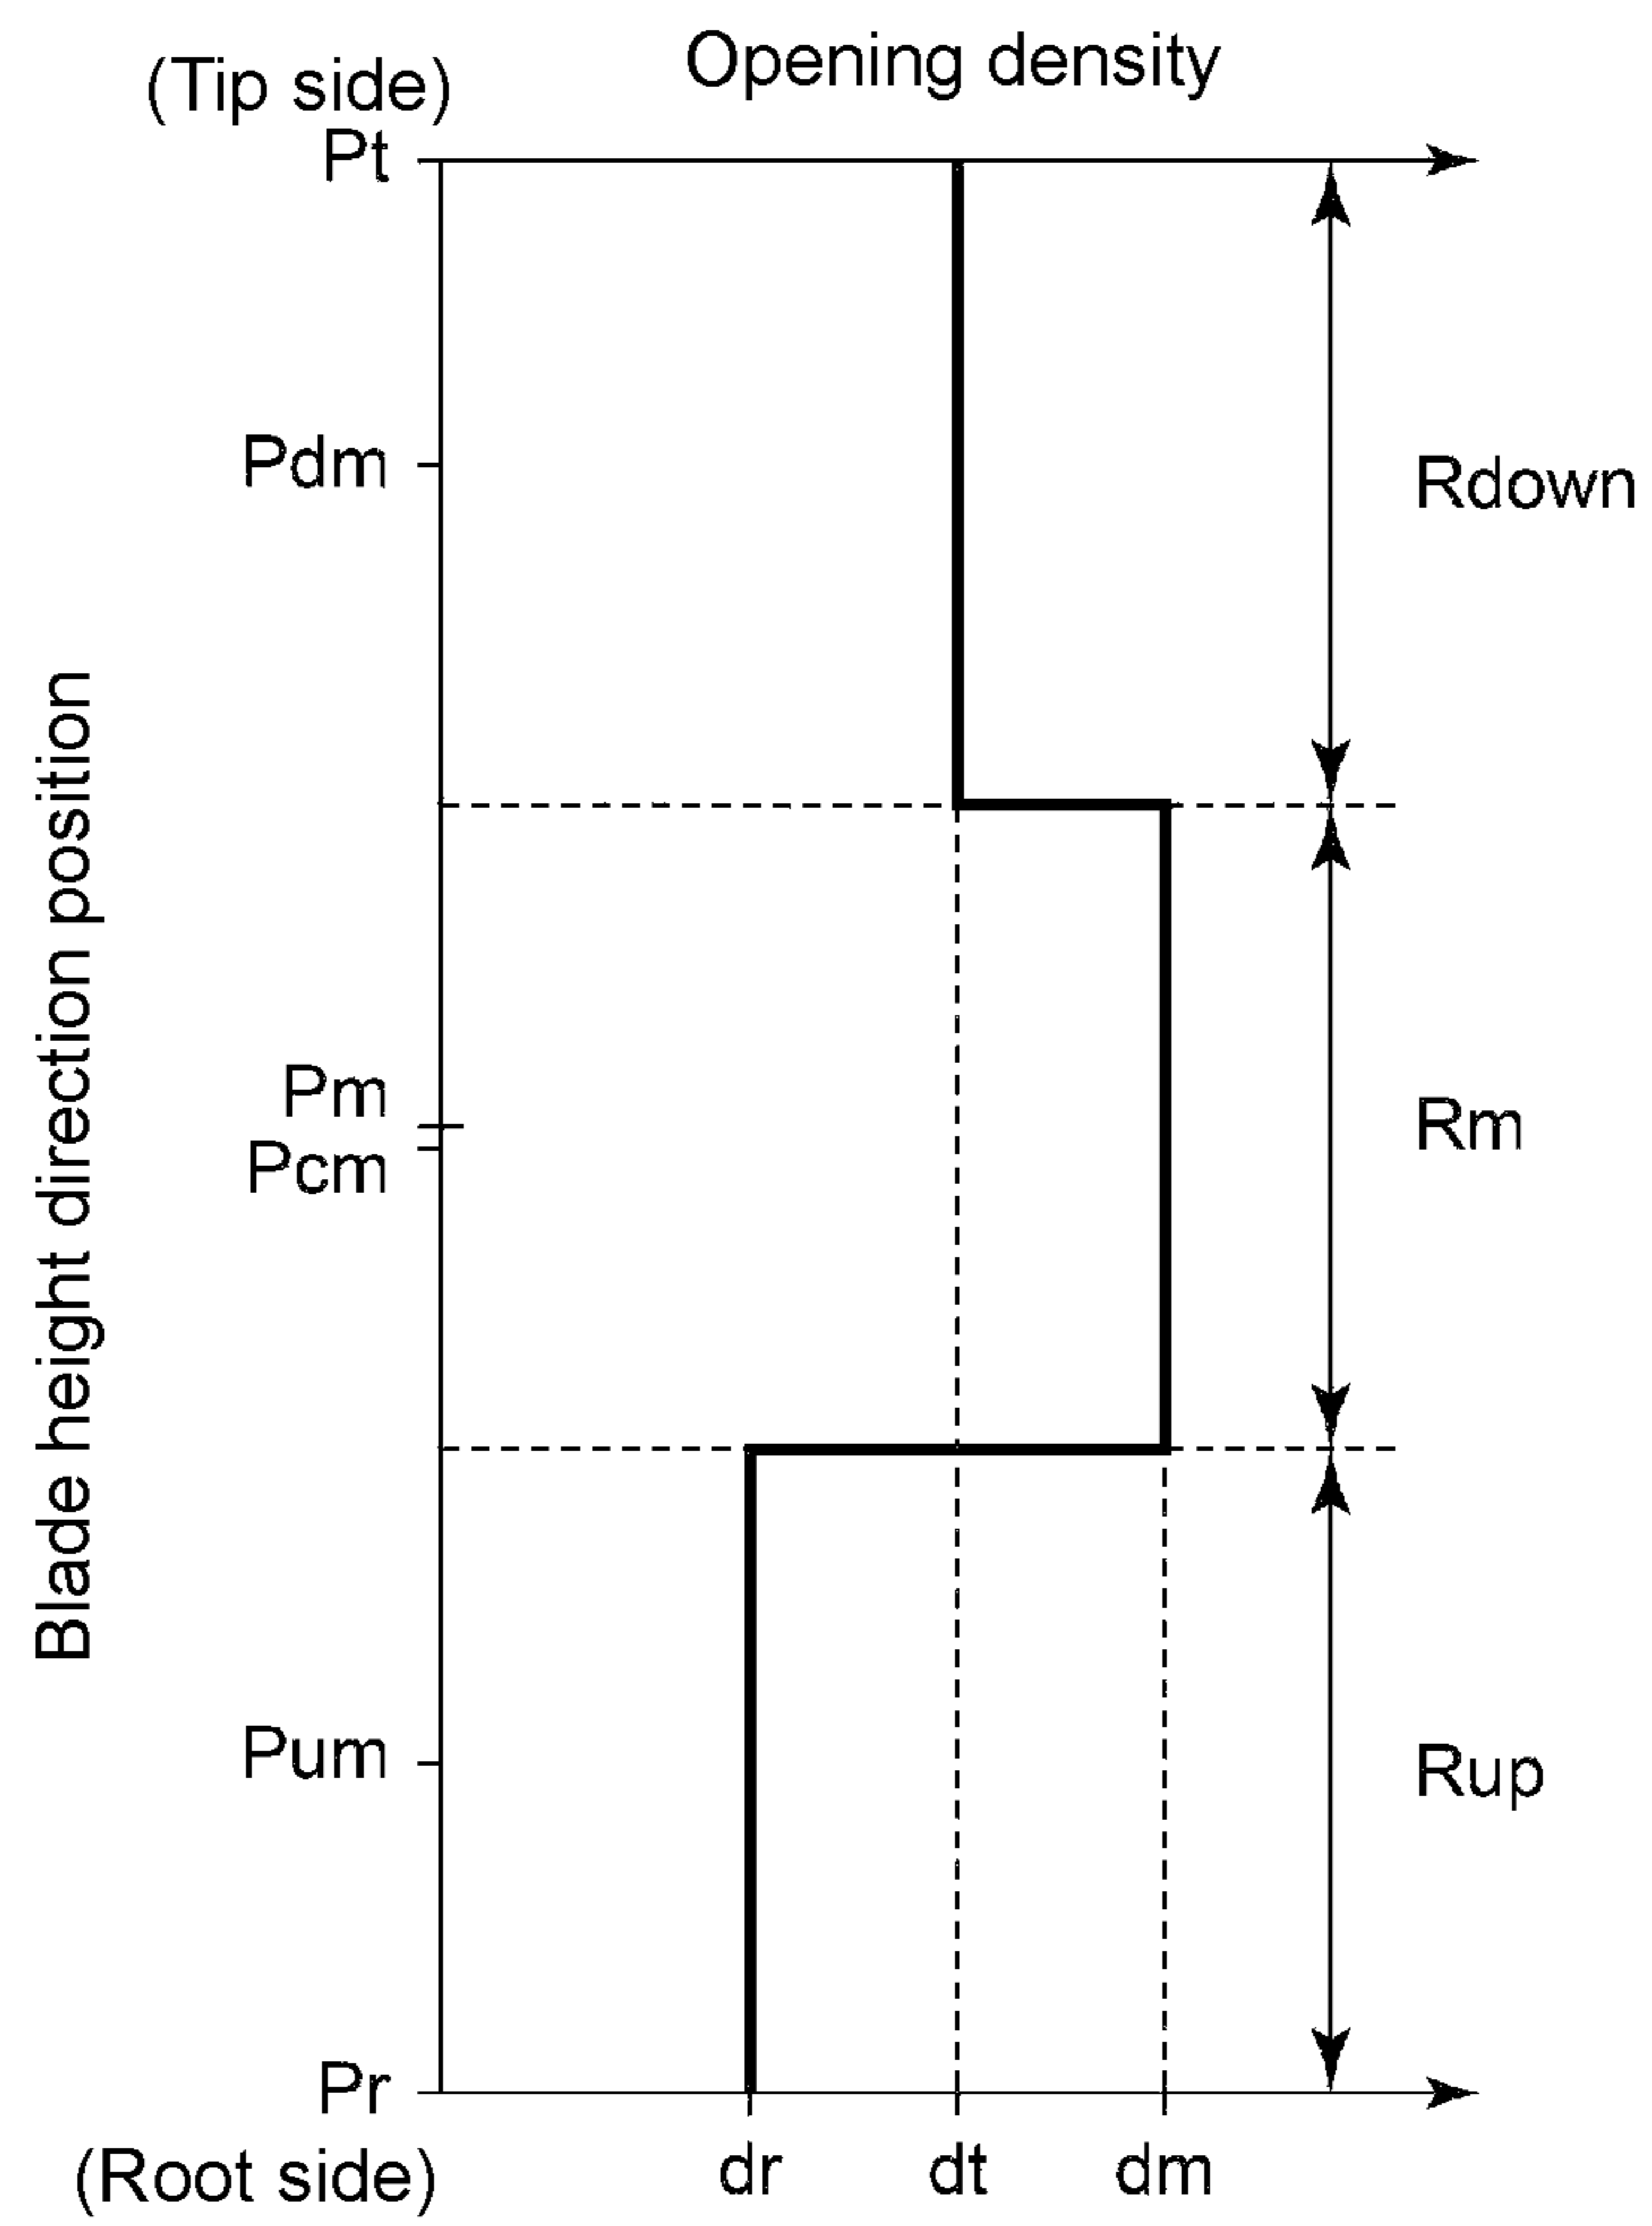 Opening density
(Tip side)
Pt
Pdm
Rdown
Blade height direction position
Pm
Rm
Pcm
Pum
Rup
Pr
(Root side)
dr
dt
dm